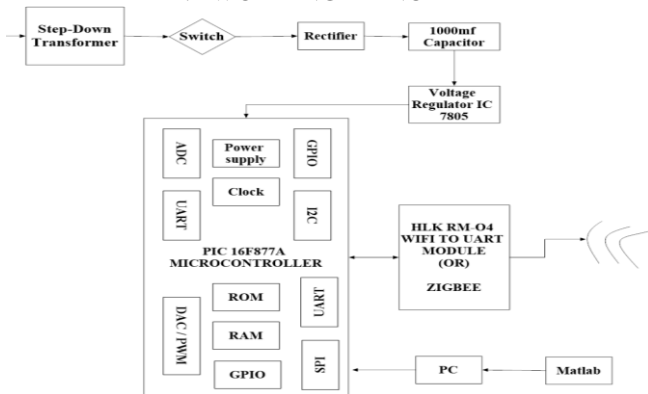 Step-Down
Transformer
Switch
Rectifier
1000mf
Capacitor
Voltage
Regulator IC
7805
ADC
Power
supply
GPIO
Clock
UART
I2C
PIC 16F877A
MICROCONTROLLER
HLK RM-O4
WIFI TO UART
MODULE
(OR)
ZIGBEE
DAC / PWM
ROM
UART
RAM
GPIO
SPI
PC
Matlab